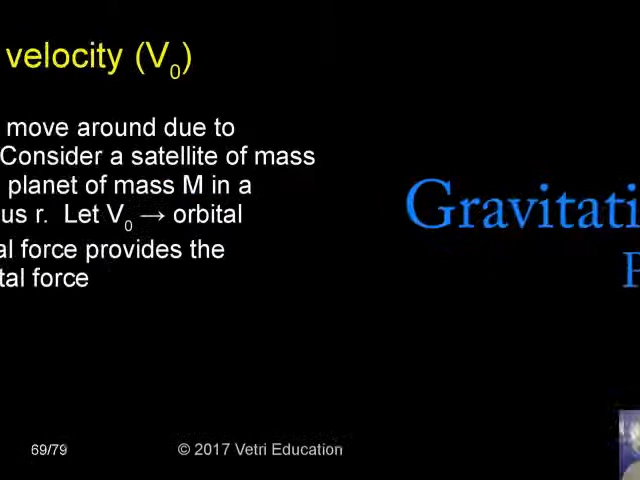 velocity (V0)
move around due to
Consider a satellite of mass
planet of mass M in a
us r. Let V0 → orbital
al force provides the
tal force
Gravitati
P
69/79
© 2017 Vetri Education